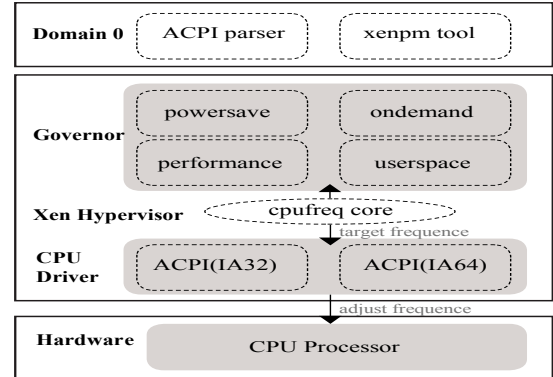 Domain 0
ACPI parser
xenpm tool
Governor
powersave
ondemand
performance
userspace
Xen Hypervisor
cpufreq core
target frequence
CPU
Driver
ACPI(IA32)
ACPI(IA64)
adjust frequence
Hardware
CPU Processor